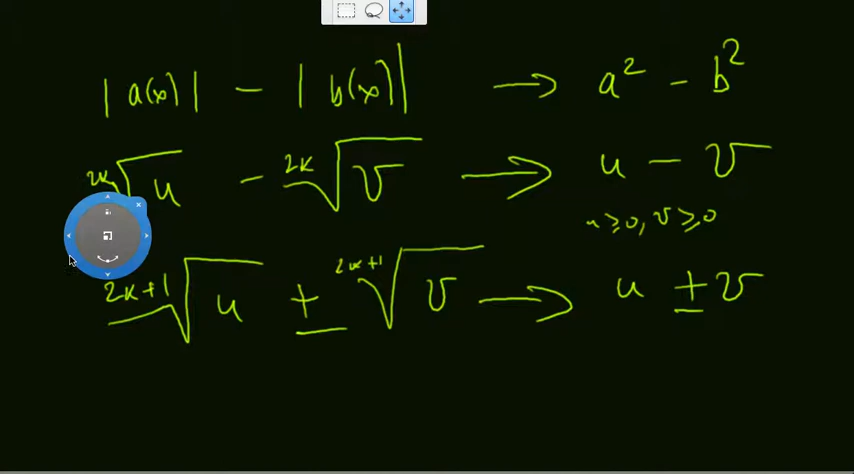 |a(x)| - |b(x)| → a² - b²
²ᵏ√u - ²ᵏ√v → u - v
u ≥ 0, v ≥ 0
²ᵏ⁺¹√u ± ²ᵏ⁺¹√v → u ± v